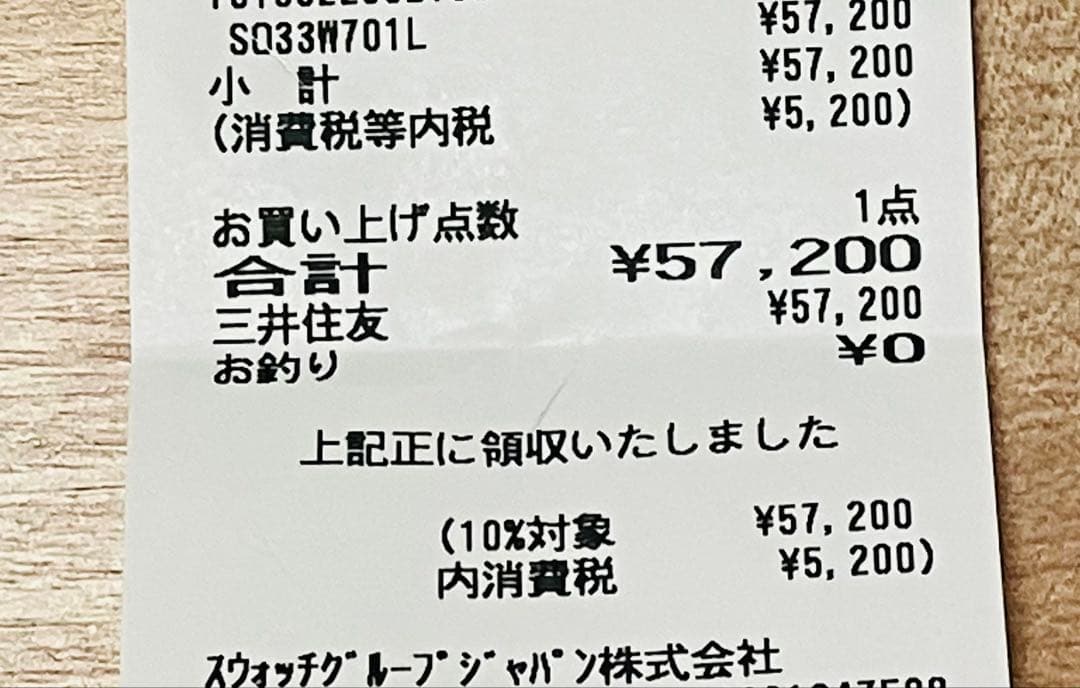 SO33W701L ¥57,200
小 計 ¥57,200
(消費税等内税 ¥5,200)
お買い上げ点数 1点
合計 ¥57,200
三井住友 ¥57,200
お釣り ¥0
上記正に領収いたしました
(10%対象 ¥57,200
内消費税 ¥5,200)
ｽｳｫｯﾁｸﾞﾙｰﾌﾟｼﾞｬﾊﾟﾝ株式会社